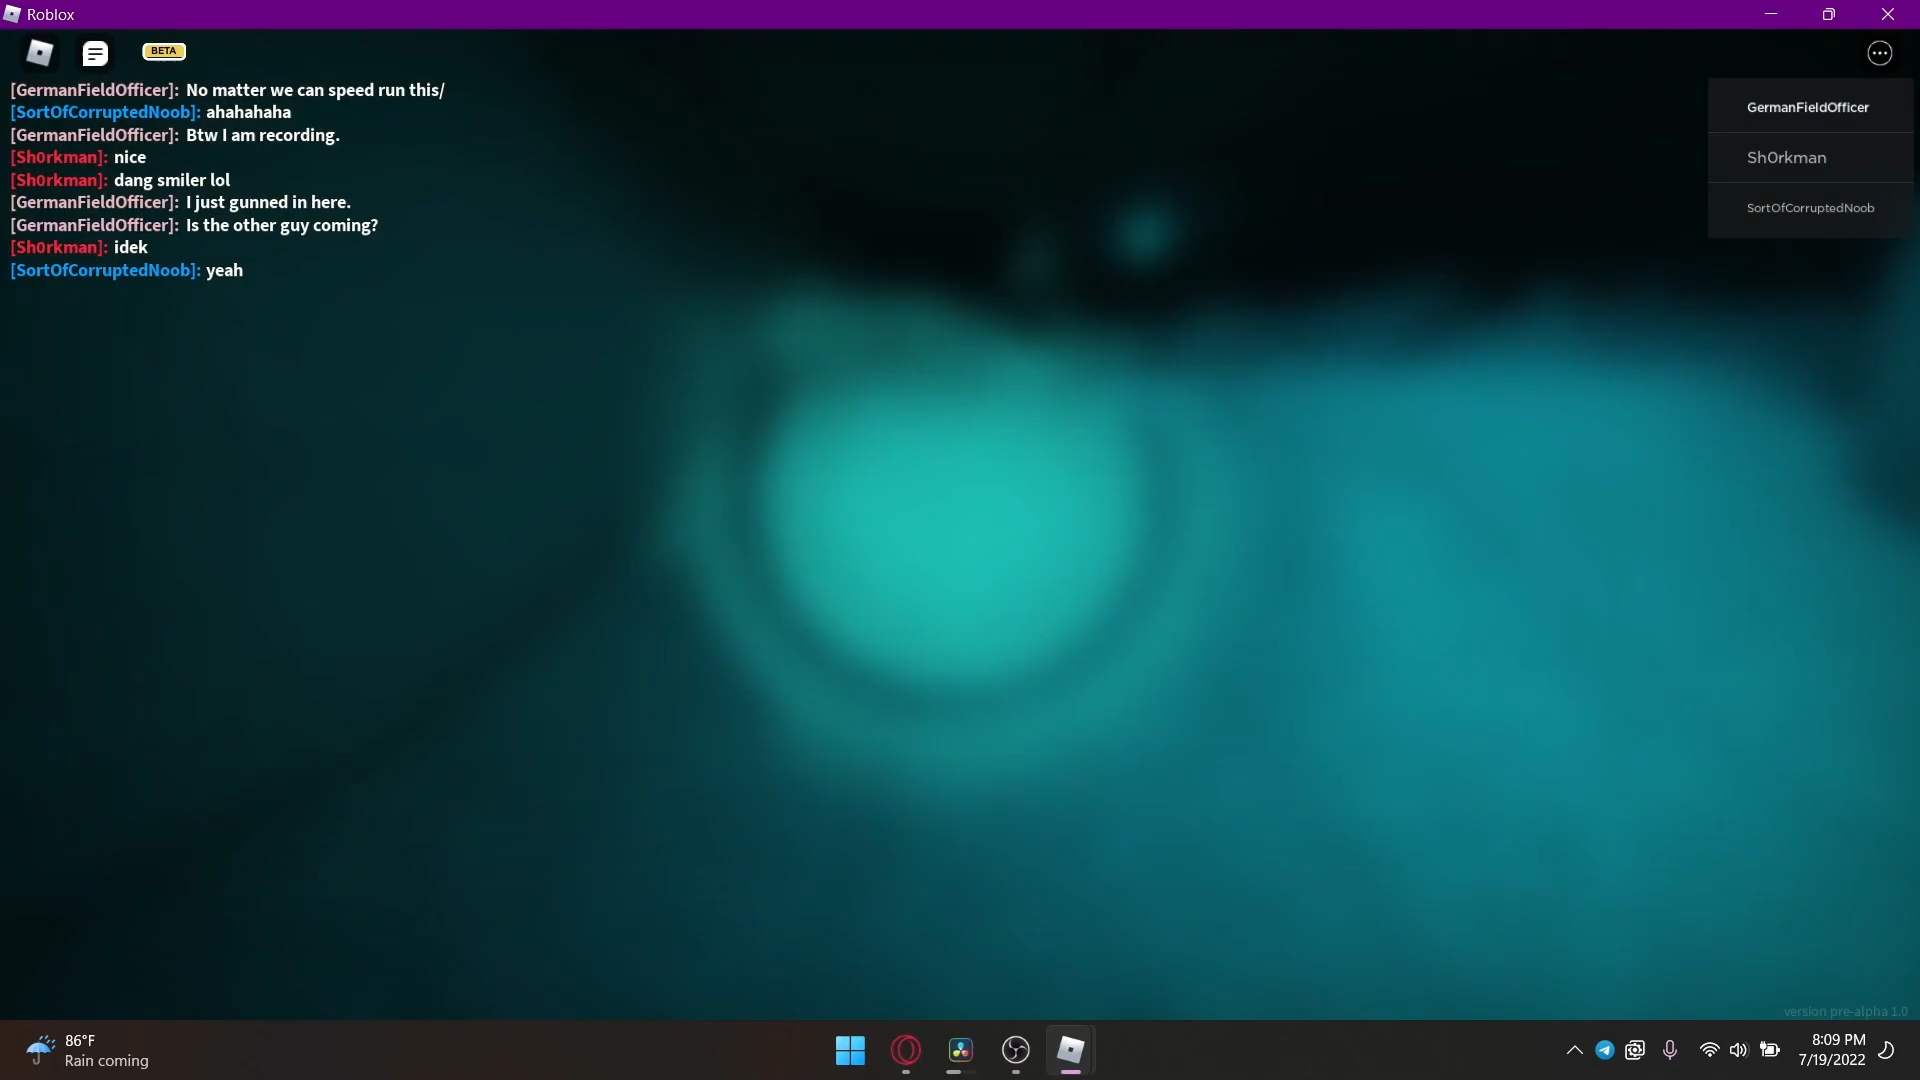 Roblox
BETA
[GermanFieldOfficer]: No matter we can speed run this/
[SortOfCorruptedNoob]: ahahahaha
[GermanFieldOfficer]: Btw I am recording.
[Sh0rkman]: nice
[Sh0rkman]: dang smiler lol
[GermanFieldOfficer]: I just gunned in here.
[GermanFieldOfficer]: Is the other guy coming?
[Sh0rkman]: idek
[SortOfCorruptedNoob]: yeah
GermanFieldOfficer
Sh0rkman
SortOfCorruptedNoob
version pre-alpha 1.0
86°F
Rain coming
8:09 PM
7/19/2022